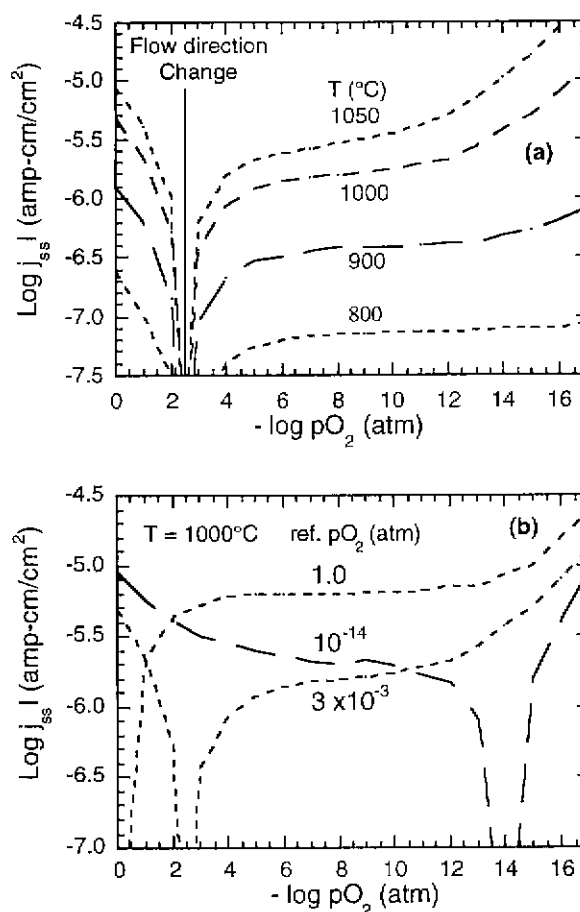 Flow direction
Change
T (°C)
1050
(a)
1000
900
800
-4.5
-5.0
-5.5
-6.0
-6.5
-7.0
-7.5
Log j_ss l (amp-cm/cm²)
0 2 4 6 8 10 12 14 16
- log pO₂ (atm)
T = 1000°C ref. pO₂ (atm)
(b)
1.0
10⁻¹⁴
3 x10⁻³
-4.5
-5.0
-5.5
-6.0
-6.5
-7.0
Log j_ss l (amp-cm/cm²)
0 2 4 6 8 10 12 14 16
- log pO₂ (atm)